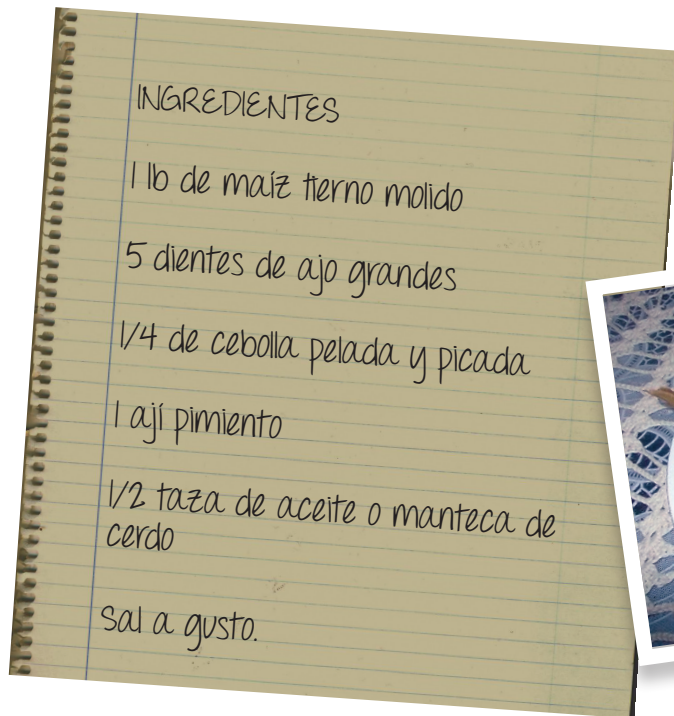 INGREDIENTES
1 lb de maíz tierno molido
5 dientes de ajo grandes
1/4 de cebolla pelada y picada
1 ají pimiento
1/2 taza de aceite o manteca de
cerdo
Sal a gusto.